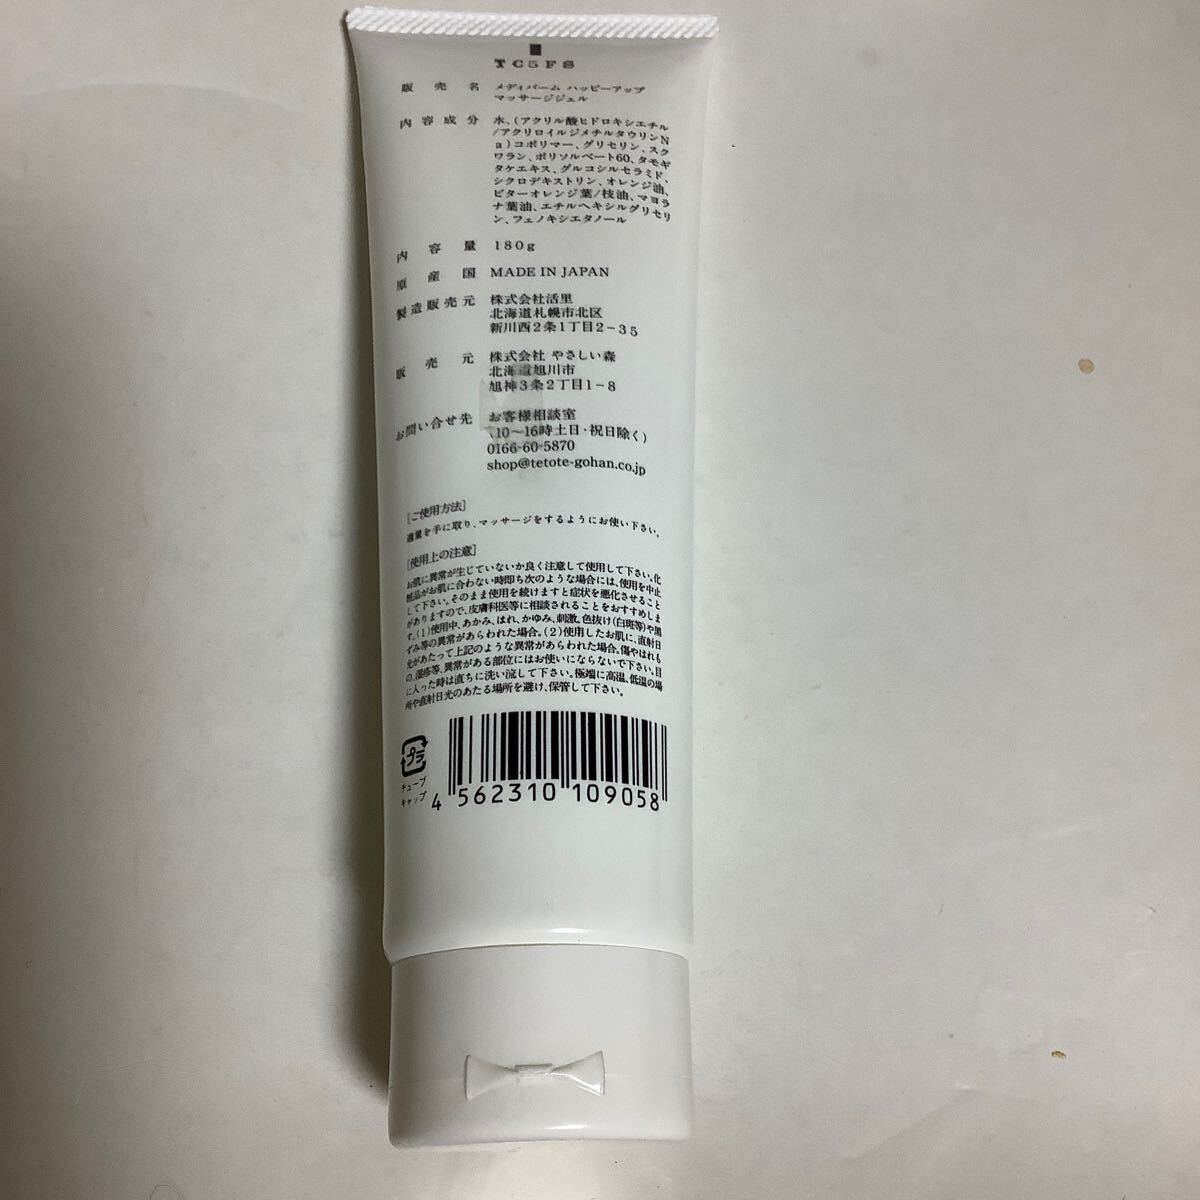 TC5FS
販売名 メディバーム ハッピーアップ
マッサージジェル
内容成分 水、(アクリル酸ヒドロキシエチル
/アクリロイルジメチルタウリンN
a)コポリマー、グリセリン、スク
ワラン、ポリソルベート60、タモギ
タケエキス、グルコシルセラミド、
シクロデキストリン、オレンジ油、
ビターオレンジ葉/枝油、マヨラ
ナ葉油、エチルヘキシルグリセリ
ン、フェノキシエタノール
内容量 180g
原産国 MADE IN JAPAN
製造販売元 株式会社活里
北海道札幌市北区
新川西2条1丁目2-35
販売元 株式会社 やさしい森
北海道旭川市
旭神3条2丁目1-8
お問い合せ先 お客様相談室
(10~16時土日・祝日除く)
0166-60-5870
shop@tetote-gohan.co.jp
[ご使用方法]
適量を手に取り、マッサージをするようにお使い下さい。
[使用上の注意]
お肌に異常が生じていないか良く注意して使用して下さい。化
粧品がお肌に合わない時即ち次のような場合には、使用を中止
して下さい。そのまま使用を続けますと症状を悪化させること
がありますので、皮膚科医等に相談されることをおすすめしま
す。(1)使用中、あかみ、はれ、かゆみ、刺激、色抜け(白斑等)や黒
ずみ等の異常があらわれた場合。(2)使用したお肌に、直射日
光があたって上記のような異常があらわれた場合。傷やはれも
の、湿疹等、異常がある部位にはお使いにならないで下さい。目
に入った時は直ちに洗い流して下さい。極端に高温、低温の場
所や直射日光のあたる場所を避け、保管して下さい。
プラ
チューブ
キャップ
4 562310 109058